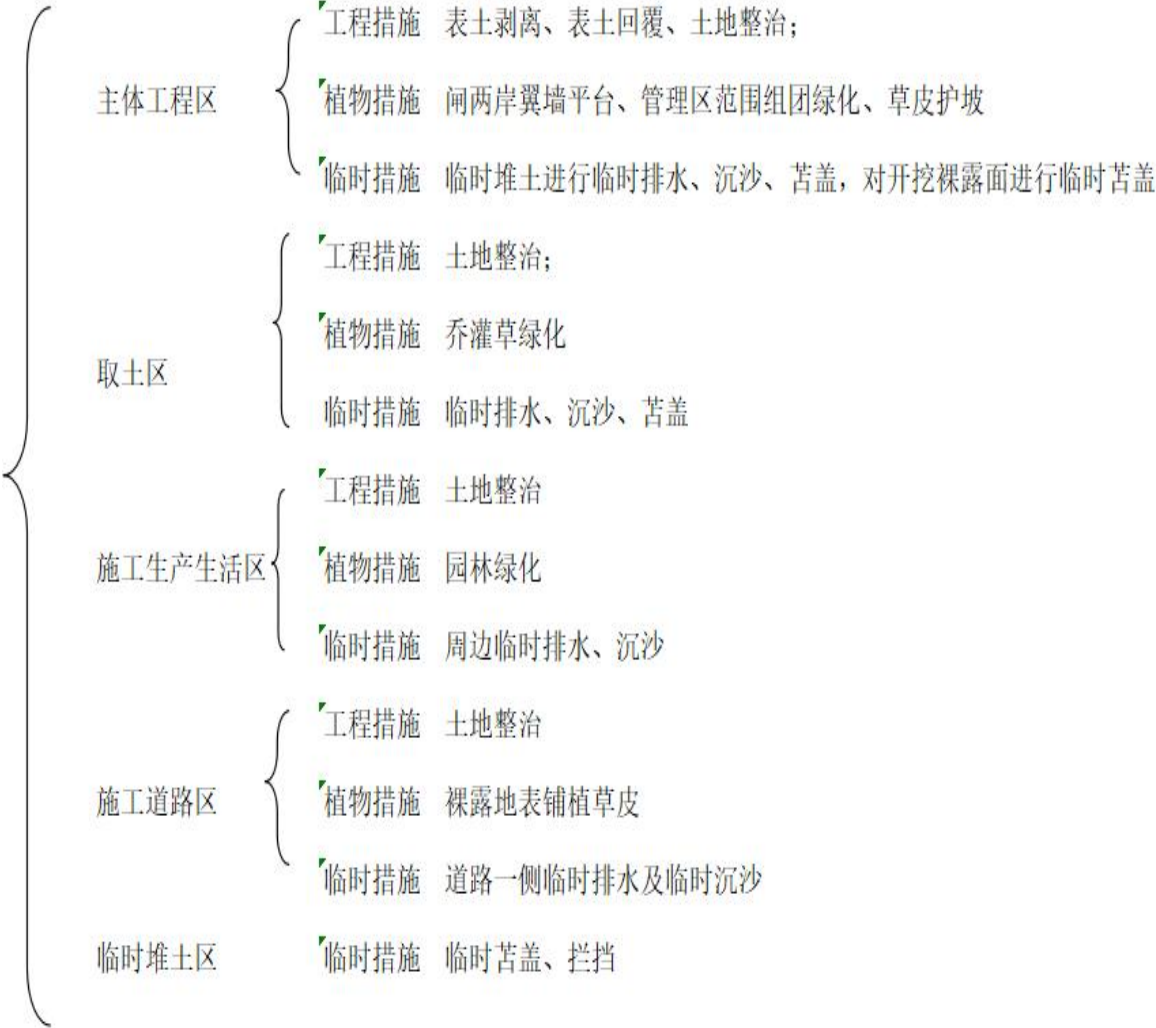 工程措施 表土剥离、表土回覆、土地整治；
主体工程区 植物措施 闸两岸翼墙平台、管理区范围组团绿化、草皮护坡
临时措施 临时堆土进行临时排水、沉沙、苫盖，对开挖裸露面进行临时苫盖
工程措施 土地整治；
植物措施 乔灌草绿化
取土区
临时措施 临时排水、沉沙、苫盖
工程措施 土地整治
施工生产生活区 植物措施 园林绿化
临时措施 周边临时排水、沉沙
工程措施 土地整治
施工道路区 植物措施 裸露地表铺植草皮
临时措施 道路一侧临时排水及临时沉沙
临时堆土区 临时措施 临时苫盖、拦挡